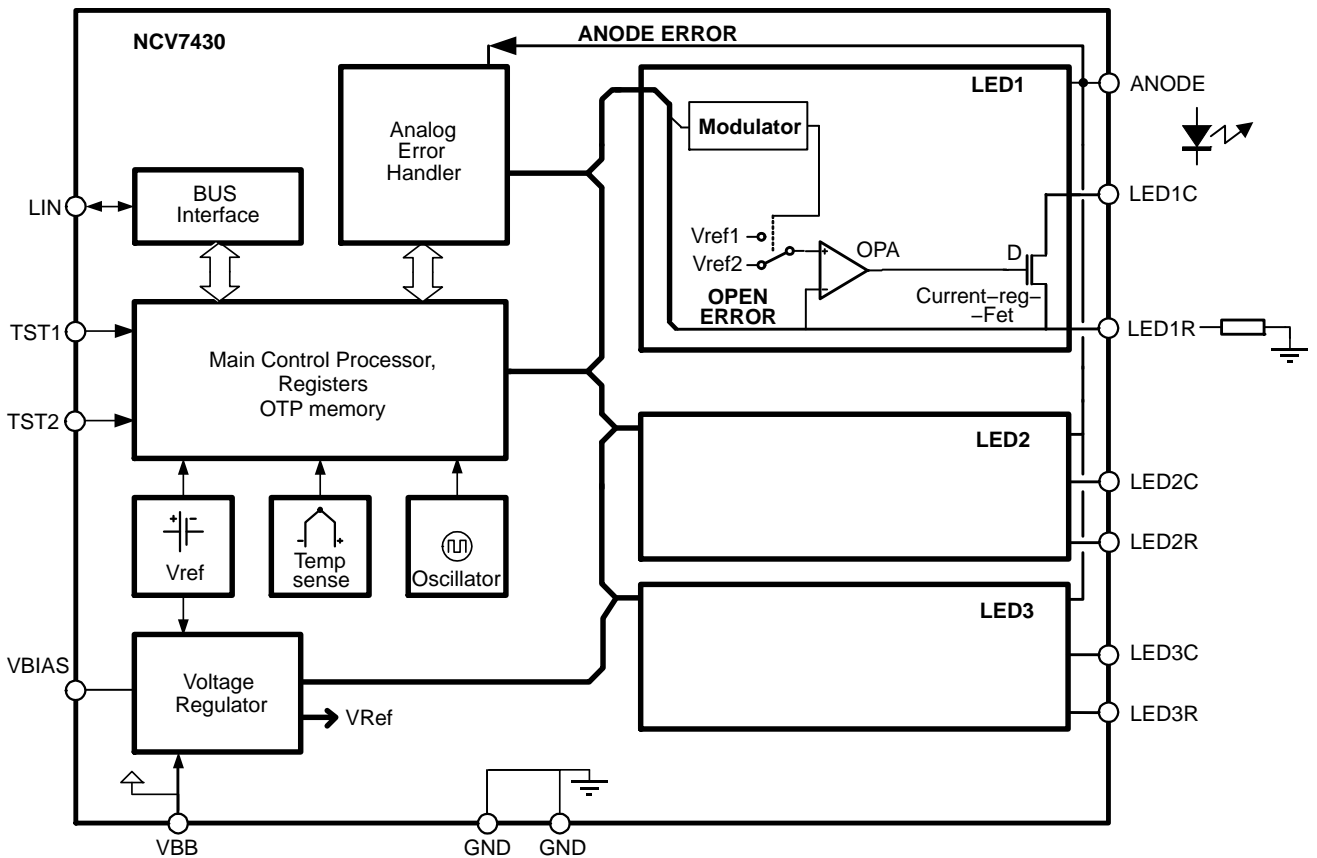 NCV7430
ANODE ERROR
LED1
ANODE
Modulator
Analog
Error
Handler
BUS
Interface
LIN
LED1C
Vref1
Vref2
+
−
OPA
D
Current−reg−
−Fet
OPEN
ERROR
LED1R
TST1
Main Control Processor,
Registers
OTP memory
TST2
LED2
LED2C
+ −
Vref
- +
Temp
sense
Oscillator
LED2R
LED3
VBIAS
Voltage
Regulator
VRef
LED3C
LED3R
VBB
GND
GND